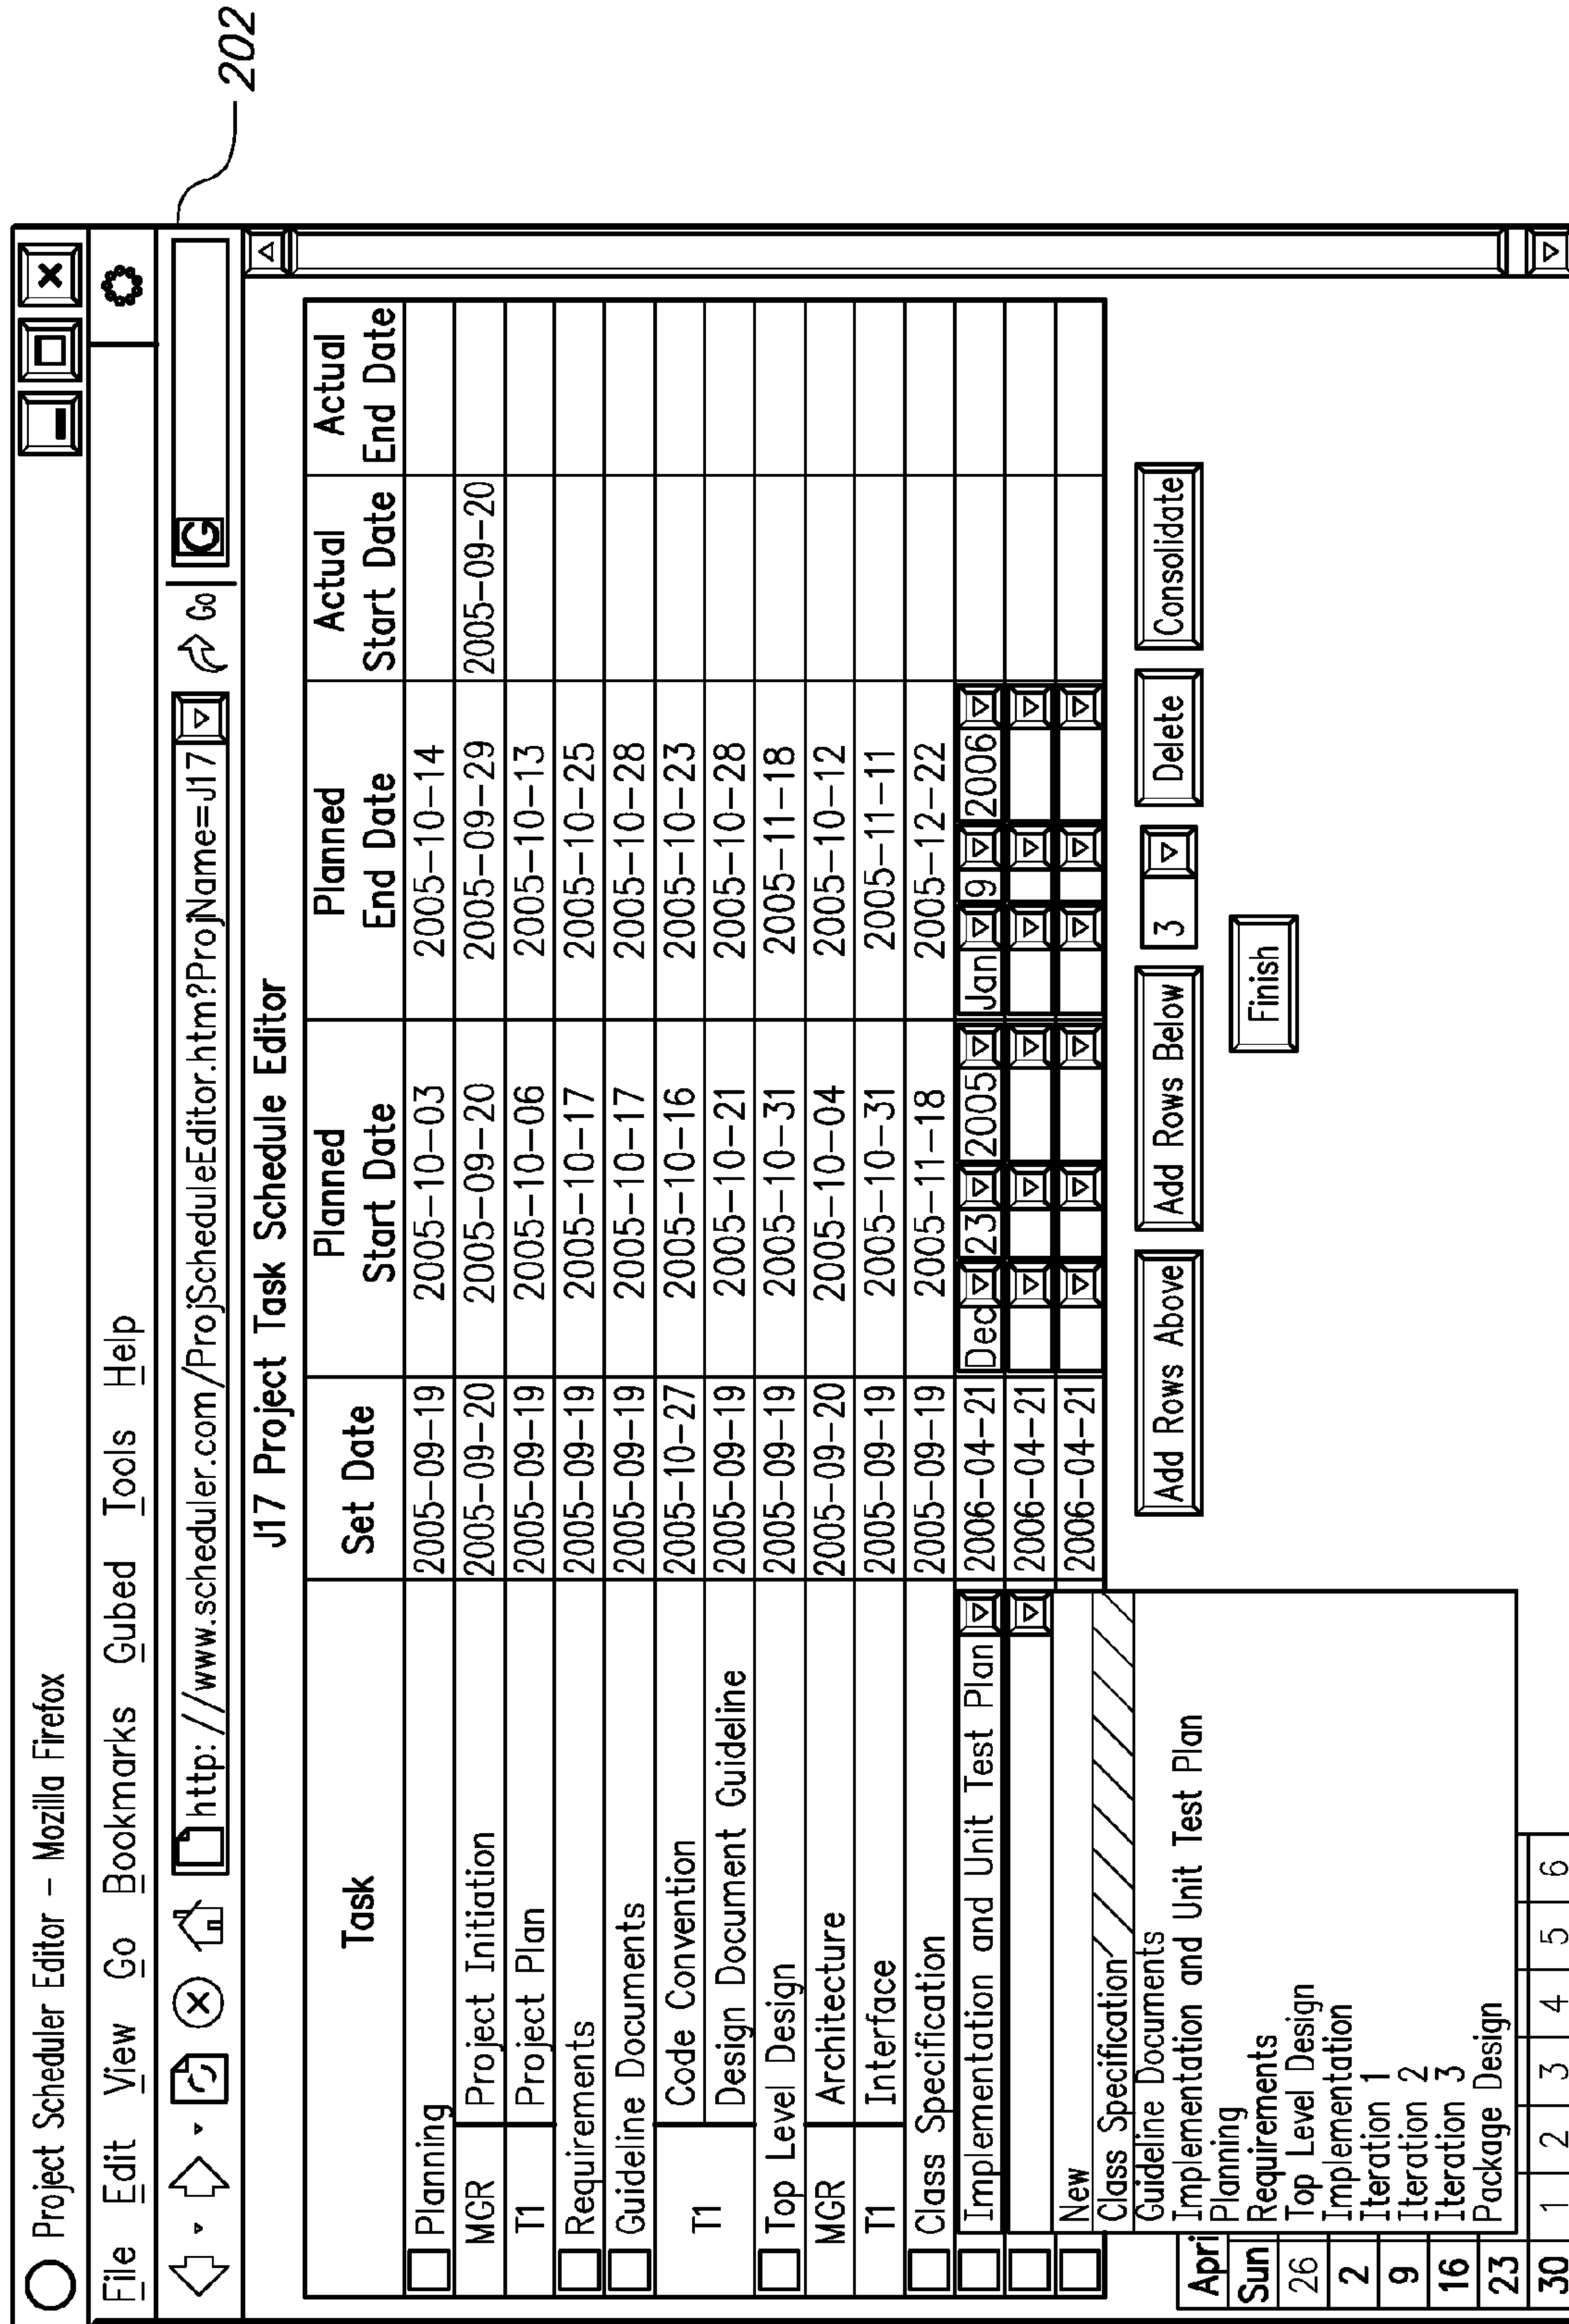 202
Project Scheduler Editor – Mozilla Firefox
File Edit View Go Bookmarks Gubed Tools Help
http://www.scheduler.com/ProjScheduleEditor.htm?ProjName=J17 Go G
J17 Project Task Schedule Editor
Task Set Date Planned Start Date Planned End Date Actual Start Date Actual End Date
Planning 2005-09-19 2005-10-03 2005-10-14
MGR Project Initiation 2005-09-20 2005-09-20 2005-09-29 2005-09-20
T1 Project Plan 2005-09-19 2005-10-06 2005-10-13
Requirements 2005-09-19 2005-10-17 2005-10-25
Guideline Documents 2005-09-19 2005-10-17 2005-10-28
T1 Code Convention 2005-10-27 2005-10-16 2005-10-23
Design Document Guideline 2005-09-19 2005-10-21 2005-10-28
Top Level Design 2005-09-19 2005-10-31 2005-11-18
MGR Architecture 2005-09-20 2005-10-04 2005-10-12
T1 Interface 2005-09-19 2005-10-31 2005-11-11
Class Specification 2005-09-19 2005-11-18 2005-12-22
Implementation and Unit Test Plan 2006-04-21 Dec 23 2005 Jan 9 2006
2006-04-21
New 2006-04-21
Class Specification
Guideline Documents
Implementation and Unit Test Plan
Planning
Requirements
Top Level Design
Implementation
Iteration 1
Iteration 2
Iteration 3
Package Design
Add Rows Above Add Rows Below 3 Delete Consolidate
Finish
Apri
Sun
26
2
9
16
23
30 1 2 3 4 5 6